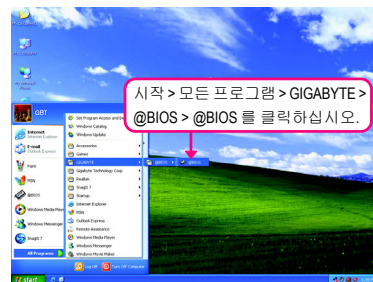 My Computer
시작 > 모든 프로그램 > GIGABYTE >
@BIOS > @BIOS 를 클릭하십시오.
GBT
Internet
Internet Explorer
E-mail
Outlook Express
Paint
MSN
@BIOS
Windows Media Player
Windows Messenger
SnagIt 7
All Programs
Set Program Access and
Windows Catalog
Windows Update
Accessories
Games
GIGABYTE
Gigabyte Technology Corp
Realtek
SnagIt 7
Startup
Internet Explorer
MSN
Outlook Express
Remote Assistance
Windows Media Player
Windows Messenger
Windows Movie Maker
@BIOS
@BIOS
Log Off
Turn Off Computer
start